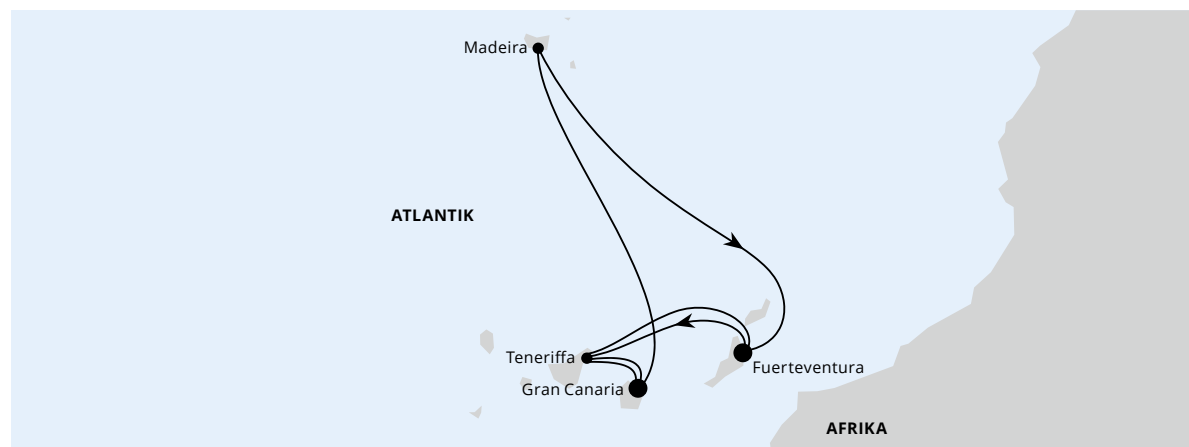 Madeira
ATLANTIK
Teneriffa
Fuerteventura
Gran Canaria
AFRIKA